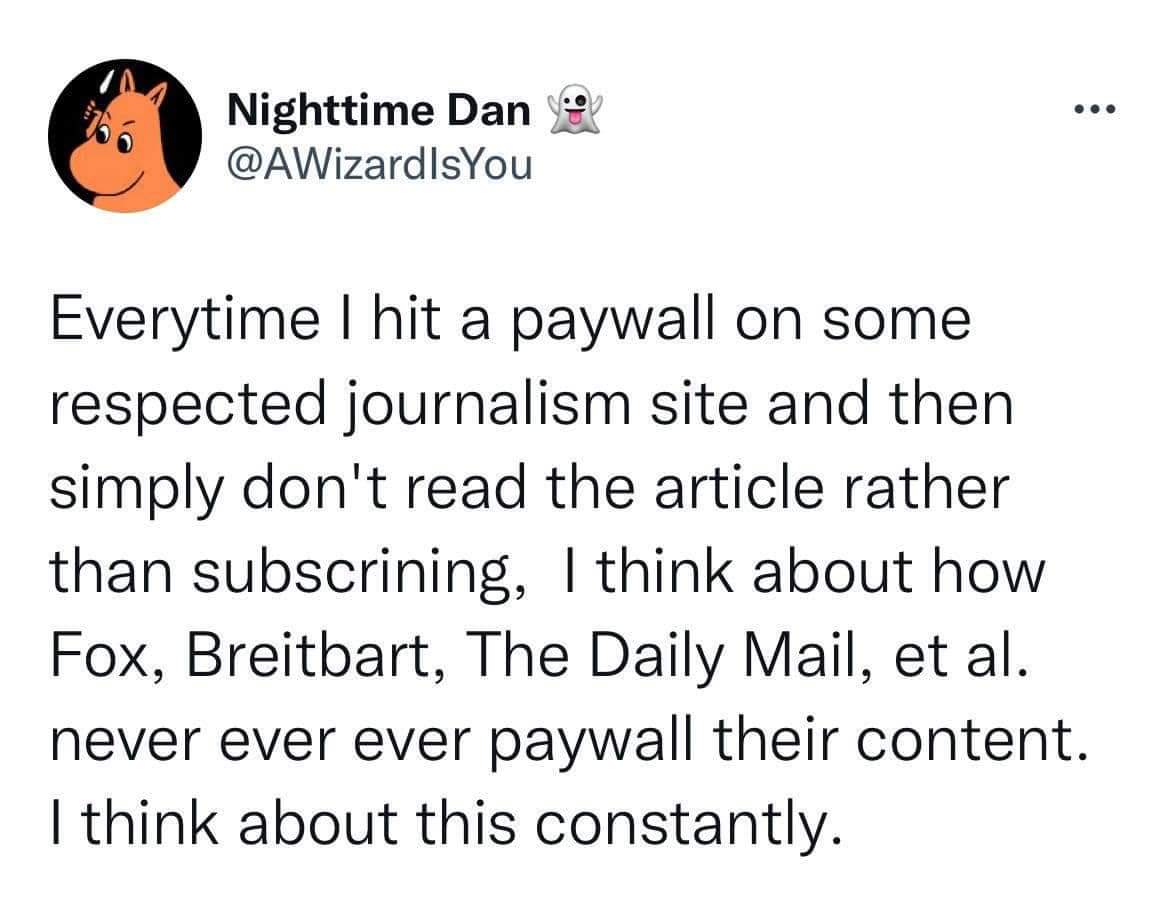 Nighttime Dan 👻
@AWizardIsYou
Everytime I hit a paywall on some
respected journalism site and then
simply don't read the article rather
than subscrining,  I think about how
Fox, Breitbart, The Daily Mail, et al.
never ever ever paywall their content.
I think about this constantly.